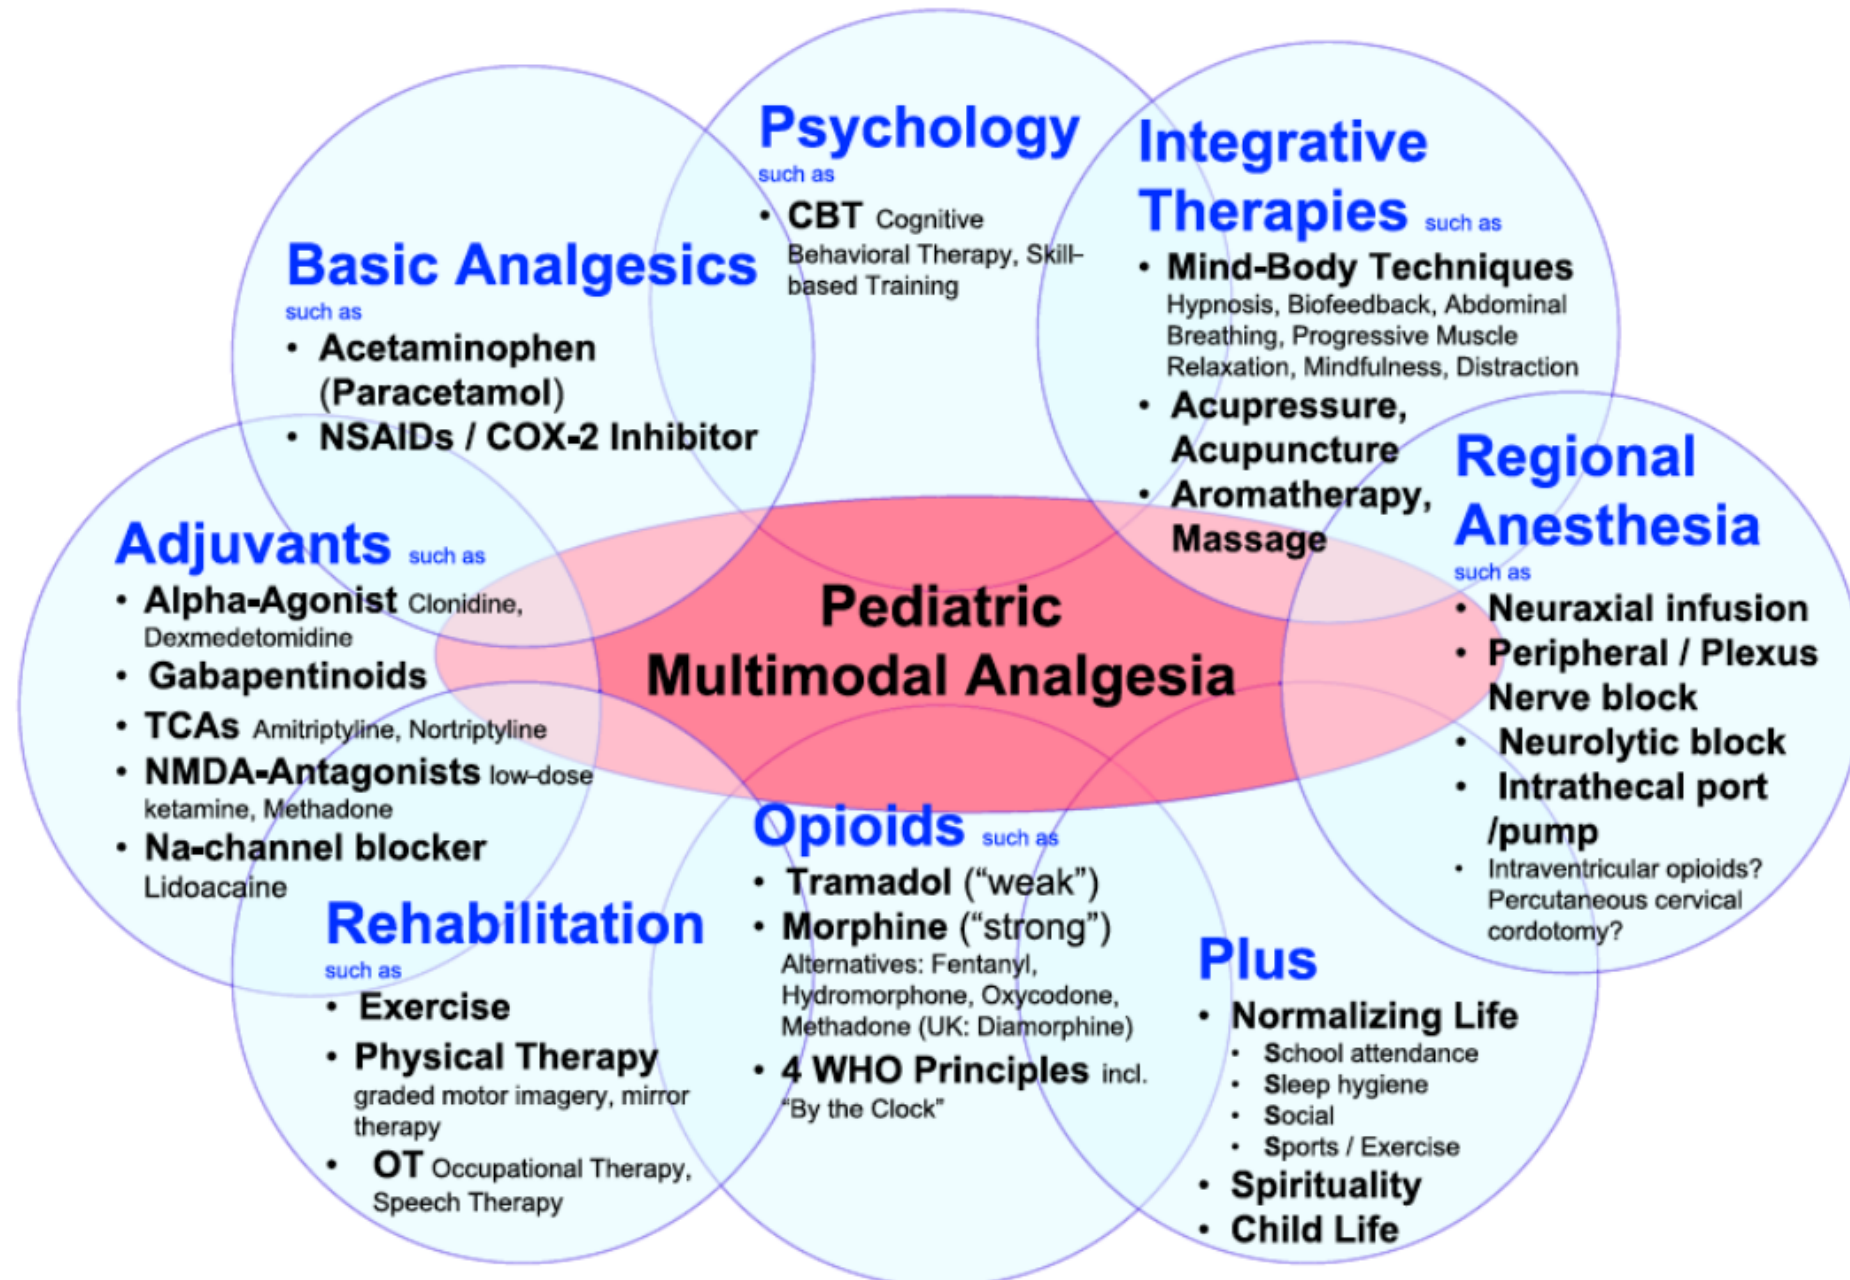 Psychology
such as
• CBT Cognitive
Behavioral Therapy, Skill–
based Training
Integrative
Therapies such as
• Mind-Body Techniques
Hypnosis, Biofeedback, Abdominal
Breathing, Progressive Muscle
Relaxation, Mindfulness, Distraction
• Acupressure,
Acupuncture
• Aromatherapy,
Massage
Basic Analgesics
such as
• Acetaminophen
(Paracetamol)
• NSAIDs / COX-2 Inhibitor
Regional
Anesthesia
such as
• Neuraxial infusion
• Peripheral / Plexus
Nerve block
• Neurolytic block
• Intrathecal port
/pump
• Intraventricular opioids?
Percutaneous cervical
cordotomy?
Adjuvants such as
• Alpha-Agonist Clonidine,
Dexmedetomidine
• Gabapentinoids
• TCAs Amitriptyline, Nortriptyline
• NMDA-Antagonists low–dose
ketamine, Methadone
• Na-channel blocker
Lidoacaine
Pediatric
Multimodal Analgesia
Rehabilitation
such as
• Exercise
• Physical Therapy
graded motor imagery, mirror
therapy
• OT Occupational Therapy,
Speech Therapy
Opioids such as
• Tramadol (“weak”)
• Morphine (“strong”)
Alternatives: Fentanyl,
Hydromorphone, Oxycodone,
Methadone (UK: Diamorphine)
• 4 WHO Principles incl.
“By the Clock”
Plus
• Normalizing Life
• School attendance
• Sleep hygiene
• Social
• Sports / Exercise
• Spirituality
• Child Life